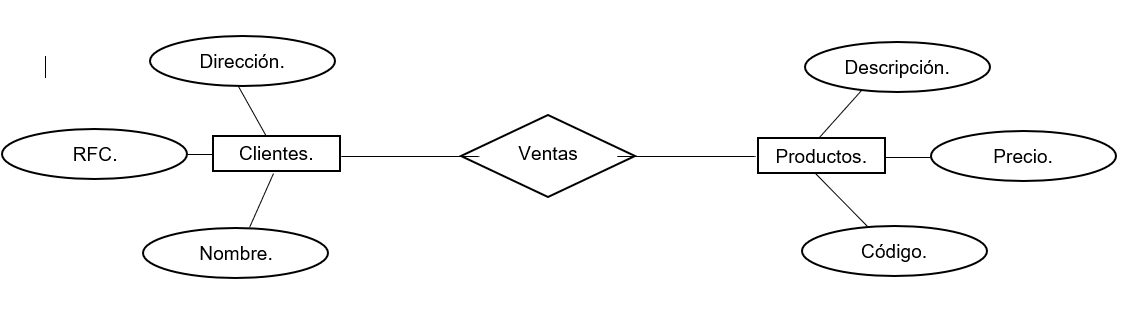 Dirección.
Descripción.
RFC.
Clientes.
Ventas
Productos.
Precio.
Nombre.
Código.